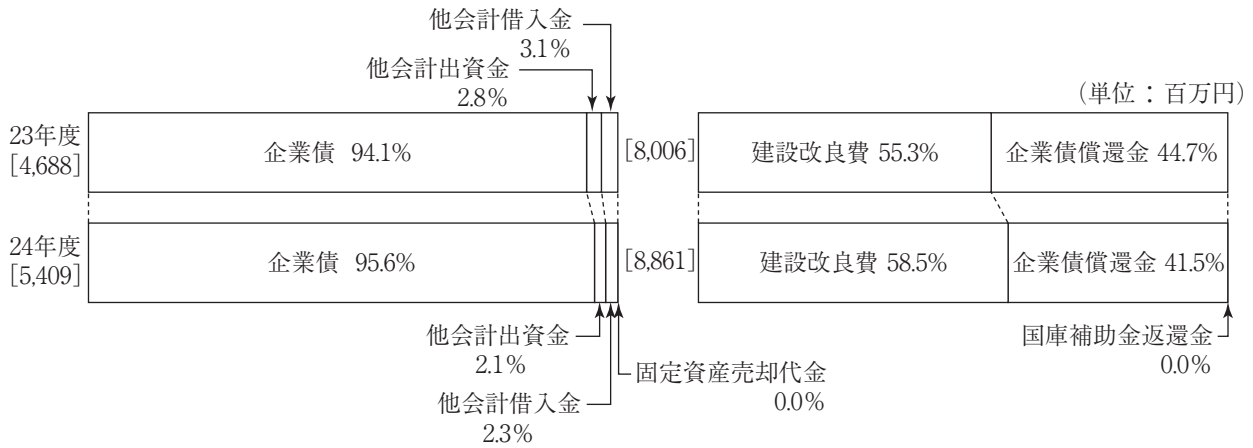 他会計借入金
3.1%
他会計出資金
2.8%
(単位：百万円)
23年度
[4,688]
企業債 94.1%
[8,006]
建設改良費 55.3%
企業債償還金 44.7%
24年度
[5,409]
企業債 95.6%
[8,861]
建設改良費 58.5%
企業債償還金 41.5%
他会計出資金
2.1%
国庫補助金返還金
0.0%
固定資産売却代金
0.0%
他会計借入金
2.3%